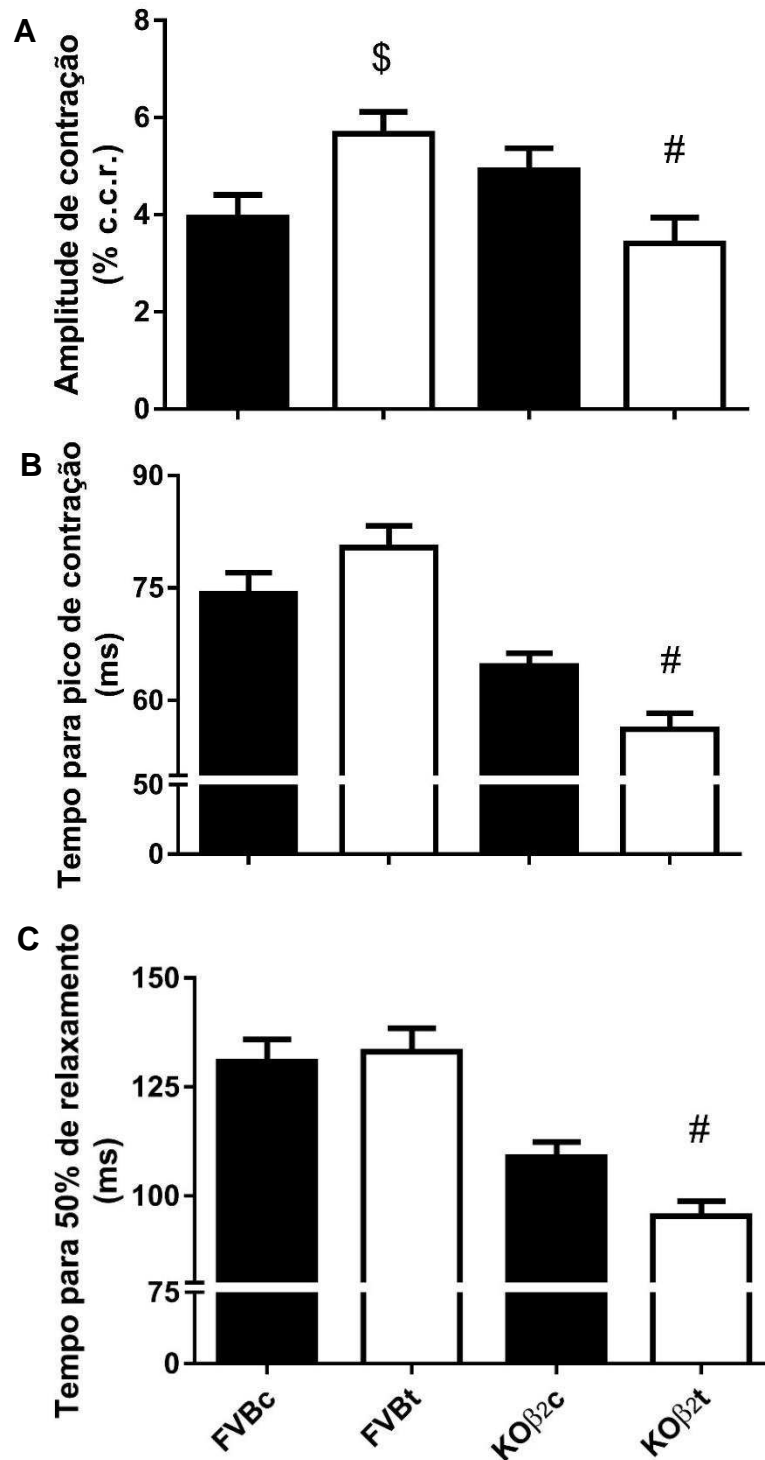 A
Amplitude de contração
(% c.c.r.)
8
6
4
2
0
$
#
B
Tempo para pico de contração
(ms)
90
75
60
50
0
#
C
Tempo para 50% de relaxamento
(ms)
150
125
100
75
0
#
FVBc
FVBt
KOβ2c
KOβ2t